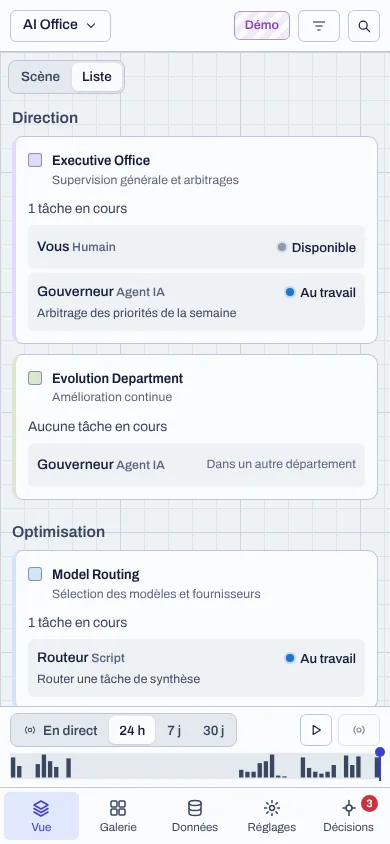 AI Office
Démo
Scène Liste
Direction
Executive Office
Supervision générale et arbitrages
1 tâche en cours
Vous Humain Disponible
Gouverneur Agent IA Au travail
Arbitrage des priorités de la semaine
Evolution Department
Amélioration continue
Aucune tâche en cours
Gouverneur Agent IA Dans un autre département
Optimisation
Model Routing
Sélection des modèles et fournisseurs
1 tâche en cours
Routeur Script Au travail
Router une tâche de synthèse
En direct 24 h 7 j 30 j
3
Vue Galerie Données Réglages Décisions